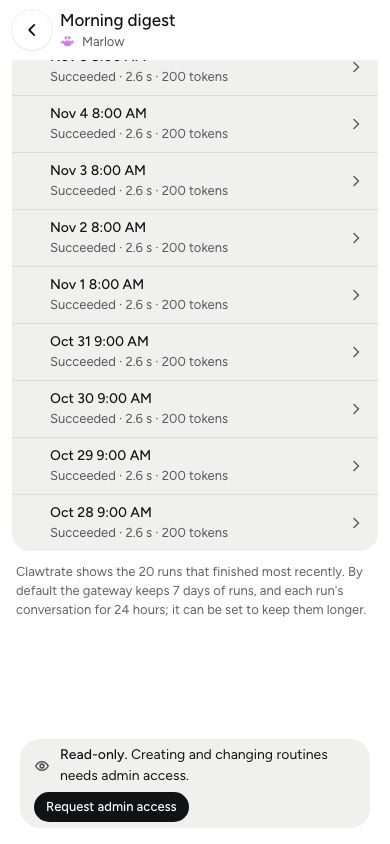 Morning digest
Marlow
Succeeded · 2.6 s · 200 tokens
Nov 4 8:00 AM
Succeeded · 2.6 s · 200 tokens
Nov 3 8:00 AM
Succeeded · 2.6 s · 200 tokens
Nov 2 8:00 AM
Succeeded · 2.6 s · 200 tokens
Nov 1 8:00 AM
Succeeded · 2.6 s · 200 tokens
Oct 31 9:00 AM
Succeeded · 2.6 s · 200 tokens
Oct 30 9:00 AM
Succeeded · 2.6 s · 200 tokens
Oct 29 9:00 AM
Succeeded · 2.6 s · 200 tokens
Oct 28 9:00 AM
Succeeded · 2.6 s · 200 tokens
Clawtrate shows the 20 runs that finished most recently. By
default the gateway keeps 7 days of runs, and each run's
conversation for 24 hours; it can be set to keep them longer.
Read-only. Creating and changing routines
needs admin access.
Request admin access